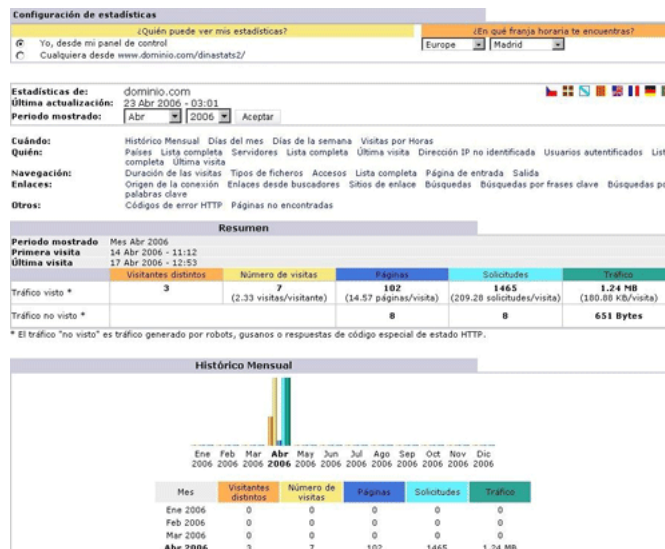 Configuración de estadísticas
¿Quién puede ver mis estadísticas? ¿En qué franja horaria te encuentras?
Yo, desde mi panel de control Europe Madrid
Cualquiera desde www.dominio.com/dinastats2/
Estadísticas de: dominio.com
Última actualización: 23 Abr 2006 - 03:01
Periodo mostrado: Abr 2006 Aceptar
Cuándo: Histórico Mensual Días del mes Días de la semana Visitas por Horas
Quién: Países Lista completa Servidores Lista completa Última visita Dirección IP no identificada Usuarios autentificados List
completa Última visita
Navegación: Duración de las visitas Tipos de ficheros Accesos Lista completa Página de entrada Salida
Enlaces: Origen de la conexión Enlaces desde buscadores Sitios de enlace Búsquedas Búsquedas por frases clave Búsquedas po
palabras clave
Otros: Códigos de error HTTP Páginas no encontradas
Resumen
Periodo mostrado Mes Abr 2006
Primera visita 14 Abr 2006 - 11:12
Última visita 17 Abr 2006 - 12:53
Visitantes distintos Número de visitas Páginas Solicitudes Tráfico
Tráfico visto * 3 7 102 1465 1.24 MB
(2.33 visitas/visitante) (14.57 páginas/visita) (209.28 solicitudes/visita) (180.88 KB/visita)
Tráfico no visto * 8 8 651 Bytes
* El tráfico "no visto" es tráfico generado por robots, gusanos o respuestas de código especial de estado HTTP.
Histórico Mensual
Ene Feb Mar Abr May Jun Jul Ago Sep Oct Nov Dic
2006 2006 2006 2006 2006 2006 2006 2006 2006 2006 2006 2006
Mes Visitantes distintos Número de visitas Páginas Solicitudes Tráfico
Ene 2006 0 0 0 0 0
Feb 2006 0 0 0 0 0
Mar 2006 0 0 0 0 0
Abr 2006 3 7 102 1465 1.24 MB